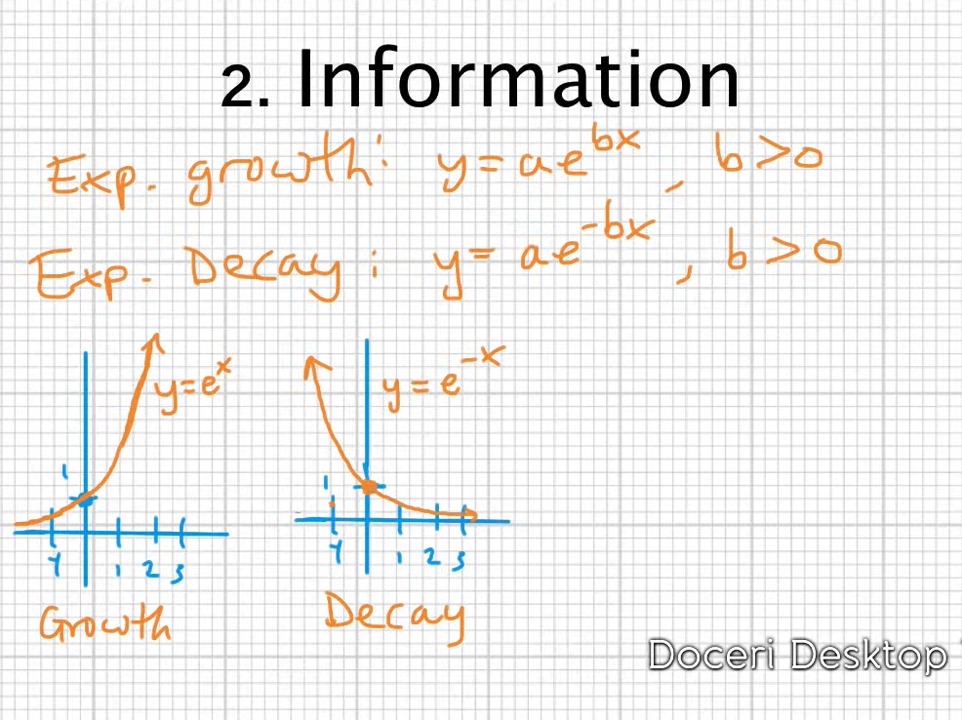 2. Information
Exp. growth: y=ae^bx, b>0
Exp. Decay: y=ae^-bx, b>0
y=e^x
1
-1 1 2 3
Growth
y=e^-x
1
-1 1 2 3
Decay
Doceri Desktop